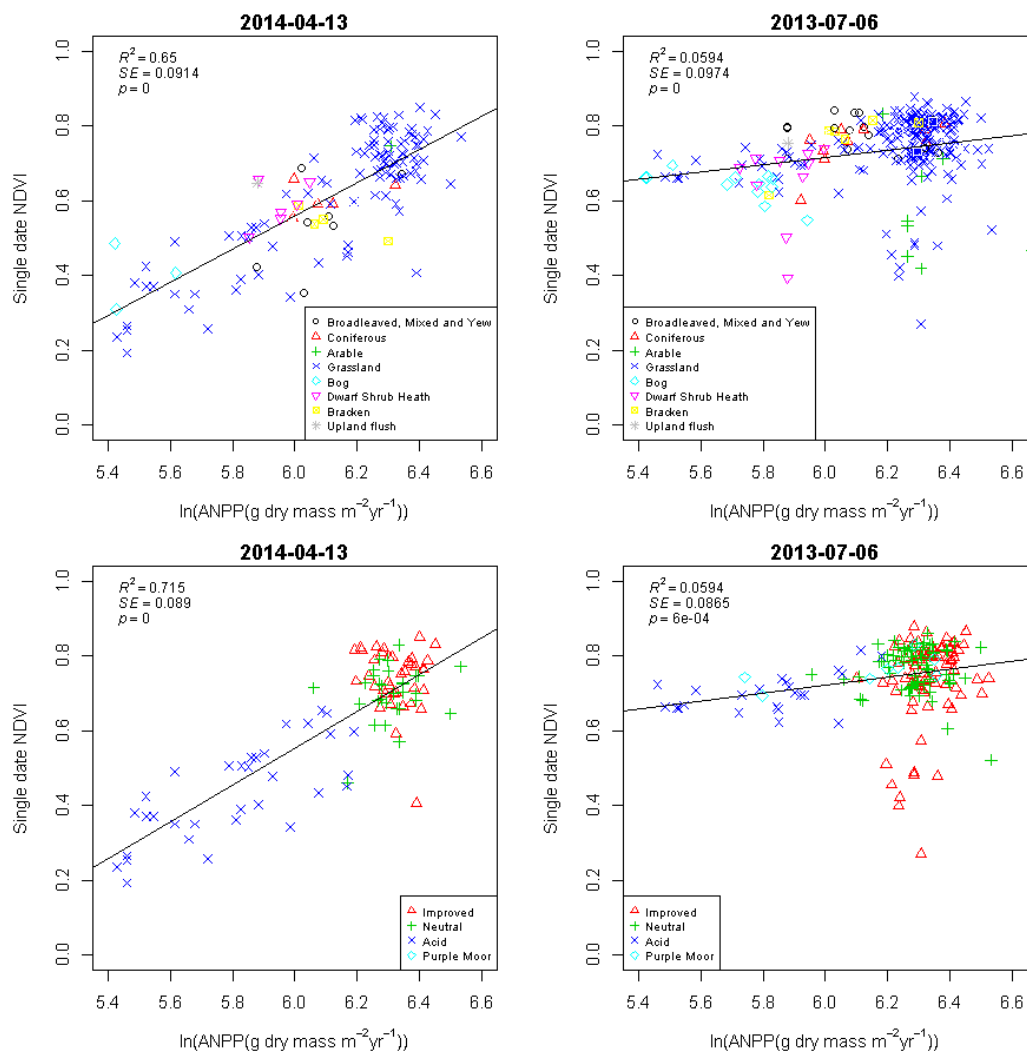 2014-04-13
R² = 0.65
SE = 0.0914
p = 0
Single date NDVI
1.0
0.8
0.6
0.4
0.2
0.0
Broadleaved, Mixed and Yew
Coniferous
Arable
Grassland
Bog
Dwarf Shrub Heath
Bracken
Upland flush
5.4 5.6 5.8 6.0 6.2 6.4 6.6
ln(ANPP(g dry mass m⁻²yr⁻¹))
2013-07-06
R² = 0.0594
SE = 0.0974
p = 0
Single date NDVI
1.0
0.8
0.6
0.4
0.2
0.0
Broadleaved, Mixed and Yew
Coniferous
Arable
Grassland
Bog
Dwarf Shrub Heath
Bracken
Upland flush
5.4 5.6 5.8 6.0 6.2 6.4 6.6
ln(ANPP(g dry mass m⁻²yr⁻¹))
2014-04-13
R² = 0.715
SE = 0.089
p = 0
Single date NDVI
1.0
0.8
0.6
0.4
0.2
0.0
Improved
Neutral
Acid
Purple Moor
5.4 5.6 5.8 6.0 6.2 6.4 6.6
ln(ANPP(g dry mass m⁻²yr⁻¹))
2013-07-06
R² = 0.0594
SE = 0.0865
p = 6e-04
Single date NDVI
1.0
0.8
0.6
0.4
0.2
0.0
Improved
Neutral
Acid
Purple Moor
5.4 5.6 5.8 6.0 6.2 6.4 6.6
ln(ANPP(g dry mass m⁻²yr⁻¹))